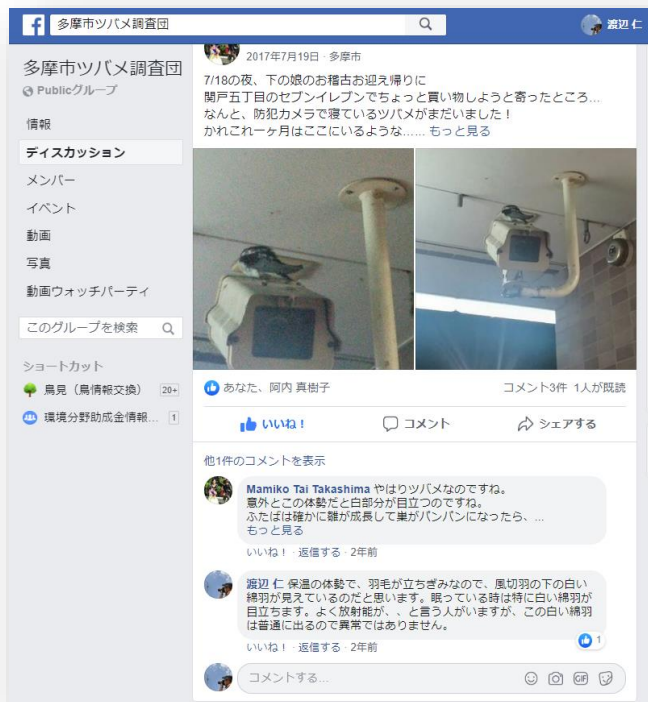 多摩市ツバメ調査団
渡辺 仁
多摩市ツバメ調査団
Publicグループ
情報
ディスカッション
メンバー
イベント
動画
写真
動画ウォッチパーティ
このグループを検索
ショートカット
鳥見（鳥情報交換） 20+
環境分野助成金情報... 1
2017年7月19日 · 多摩市
7/18の夜、下の娘のお稽古お迎え帰りに
関戸五丁目のセブンイレブンでちょっと買い物しようと寄ったところ...
なんと、防犯カメラで寝ているツバメがまだいました！
かれこれ一ヶ月はここにいるような...... もっと見る
あなた、阿内 真樹子
コメント3件 1人が既読
いいね！ コメント シェアする
他1件のコメントを表示
Mamiko Tai Takashima やはりツバメなのですね。
意外とこの体勢だと白部分が目立つのですね。
ふたばは確かに雛が成長して巣がパンパンになったら、...
もっと見る
いいね！ · 返信する · 2年前
渡辺 仁 保温の体勢で、羽毛が立ちぎみなので、風切羽の下の白い
綿羽が見えているのだと思います。眠っている時は特に白い綿羽が
目立ちます。よく放射能が、、と言う人がいますが、この白い綿羽
は普通に出るので異常ではありません。
1
いいね！ · 返信する · 2年前
コメントする...
GIF